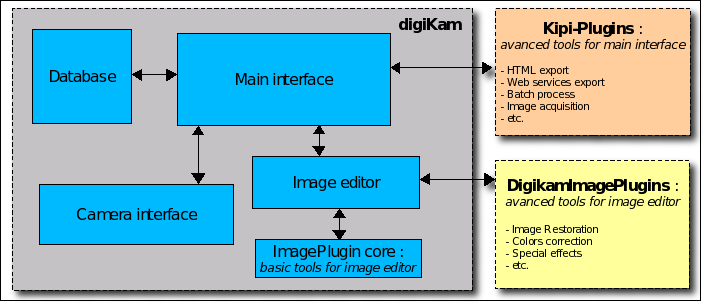 digiKam
Database
Main interface
Camera interface
Image editor
ImagePlugin core :
basic tools for image editor
Kipi-Plugins :
avanced tools for main interface
- HTML export
- Web services export
- Batch process
- Image acquisition
- etc.
DigikamImagePlugins :
avanced tools for image editor
- Image Restoration
- Colors correction
- Special effects
- etc.